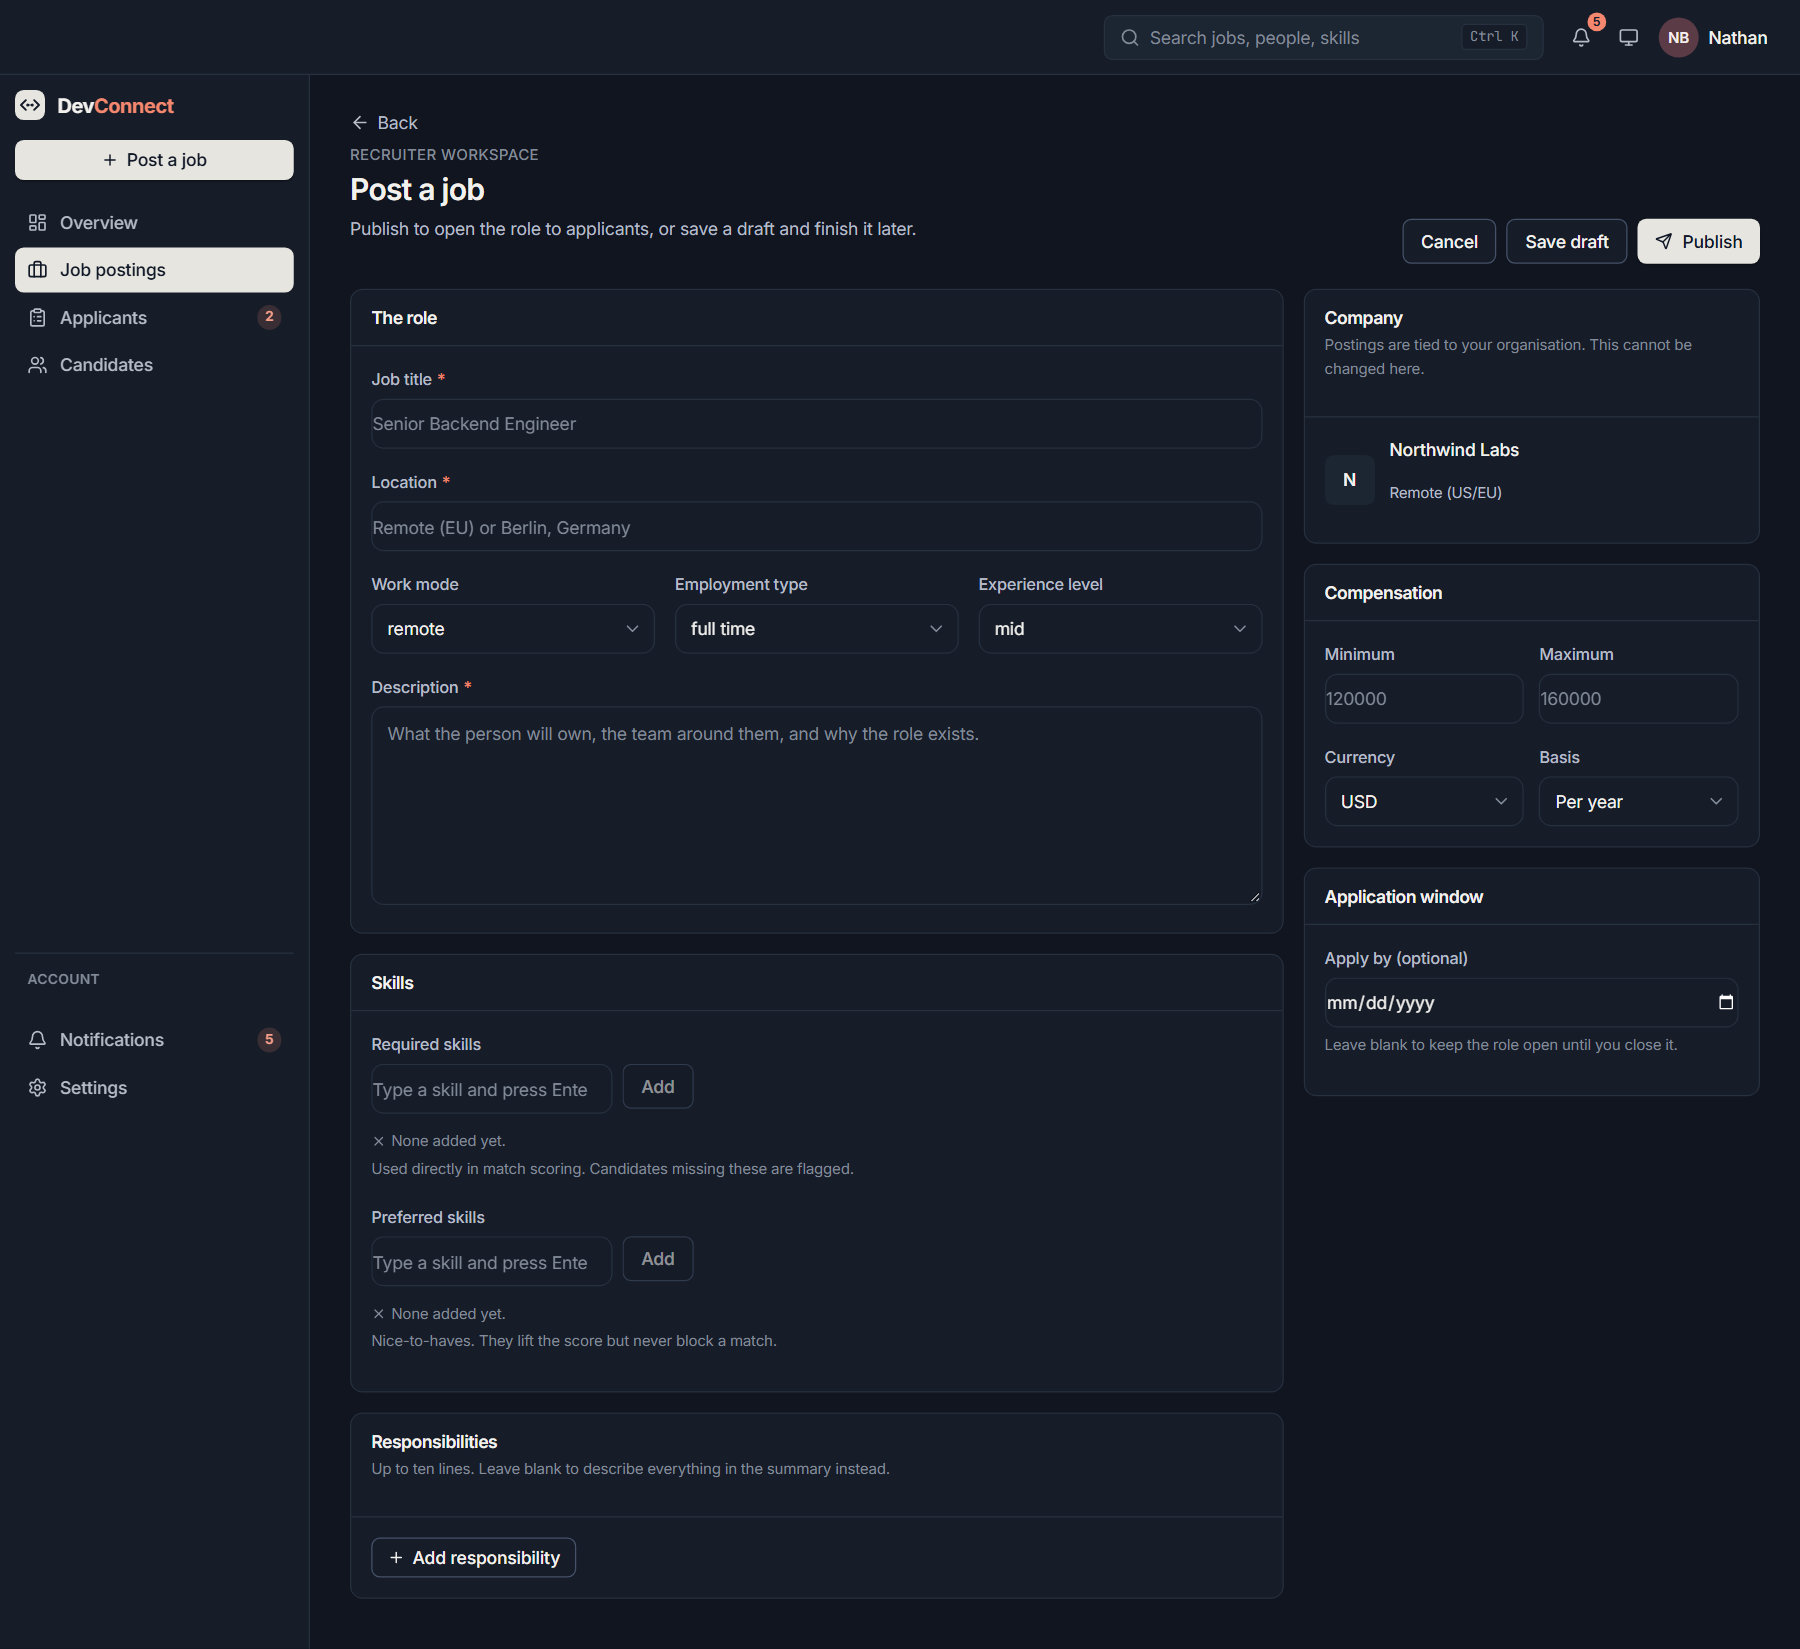 Search jobs, people, skills
Ctrl K
5
NB
Nathan
DevConnect
Post a job
Overview
Job postings
Applicants
2
Candidates
ACCOUNT
Notifications
5
Settings
Back
RECRUITER WORKSPACE
Post a job
Publish to open the role to applicants, or save a draft and finish it later.
Cancel
Save draft
Publish
The role
Job title *
Senior Backend Engineer
Location *
Remote (EU) or Berlin, Germany
Work mode
Employment type
Experience level
remote
full time
mid
Description *
What the person will own, the team around them, and why the role exists.
Skills
Required skills
Type a skill and press Ente
Add
None added yet.
Used directly in match scoring. Candidates missing these are flagged.
Preferred skills
Type a skill and press Ente
Add
None added yet.
Nice-to-haves. They lift the score but never block a match.
Responsibilities
Up to ten lines. Leave blank to describe everything in the summary instead.
Add responsibility
Company
Postings are tied to your organisation. This cannot be
changed here.
N
Northwind Labs
Remote (US/EU)
Compensation
Minimum
Maximum
120000
160000
Currency
Basis
USD
Per year
Application window
Apply by (optional)
mm/dd/yyyy
Leave blank to keep the role open until you close it.